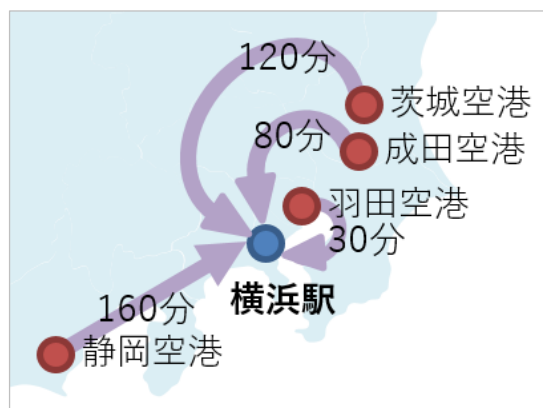 120分
茨城空港
80分
成田空港
羽田空港
30分
横浜駅
160分
静岡空港